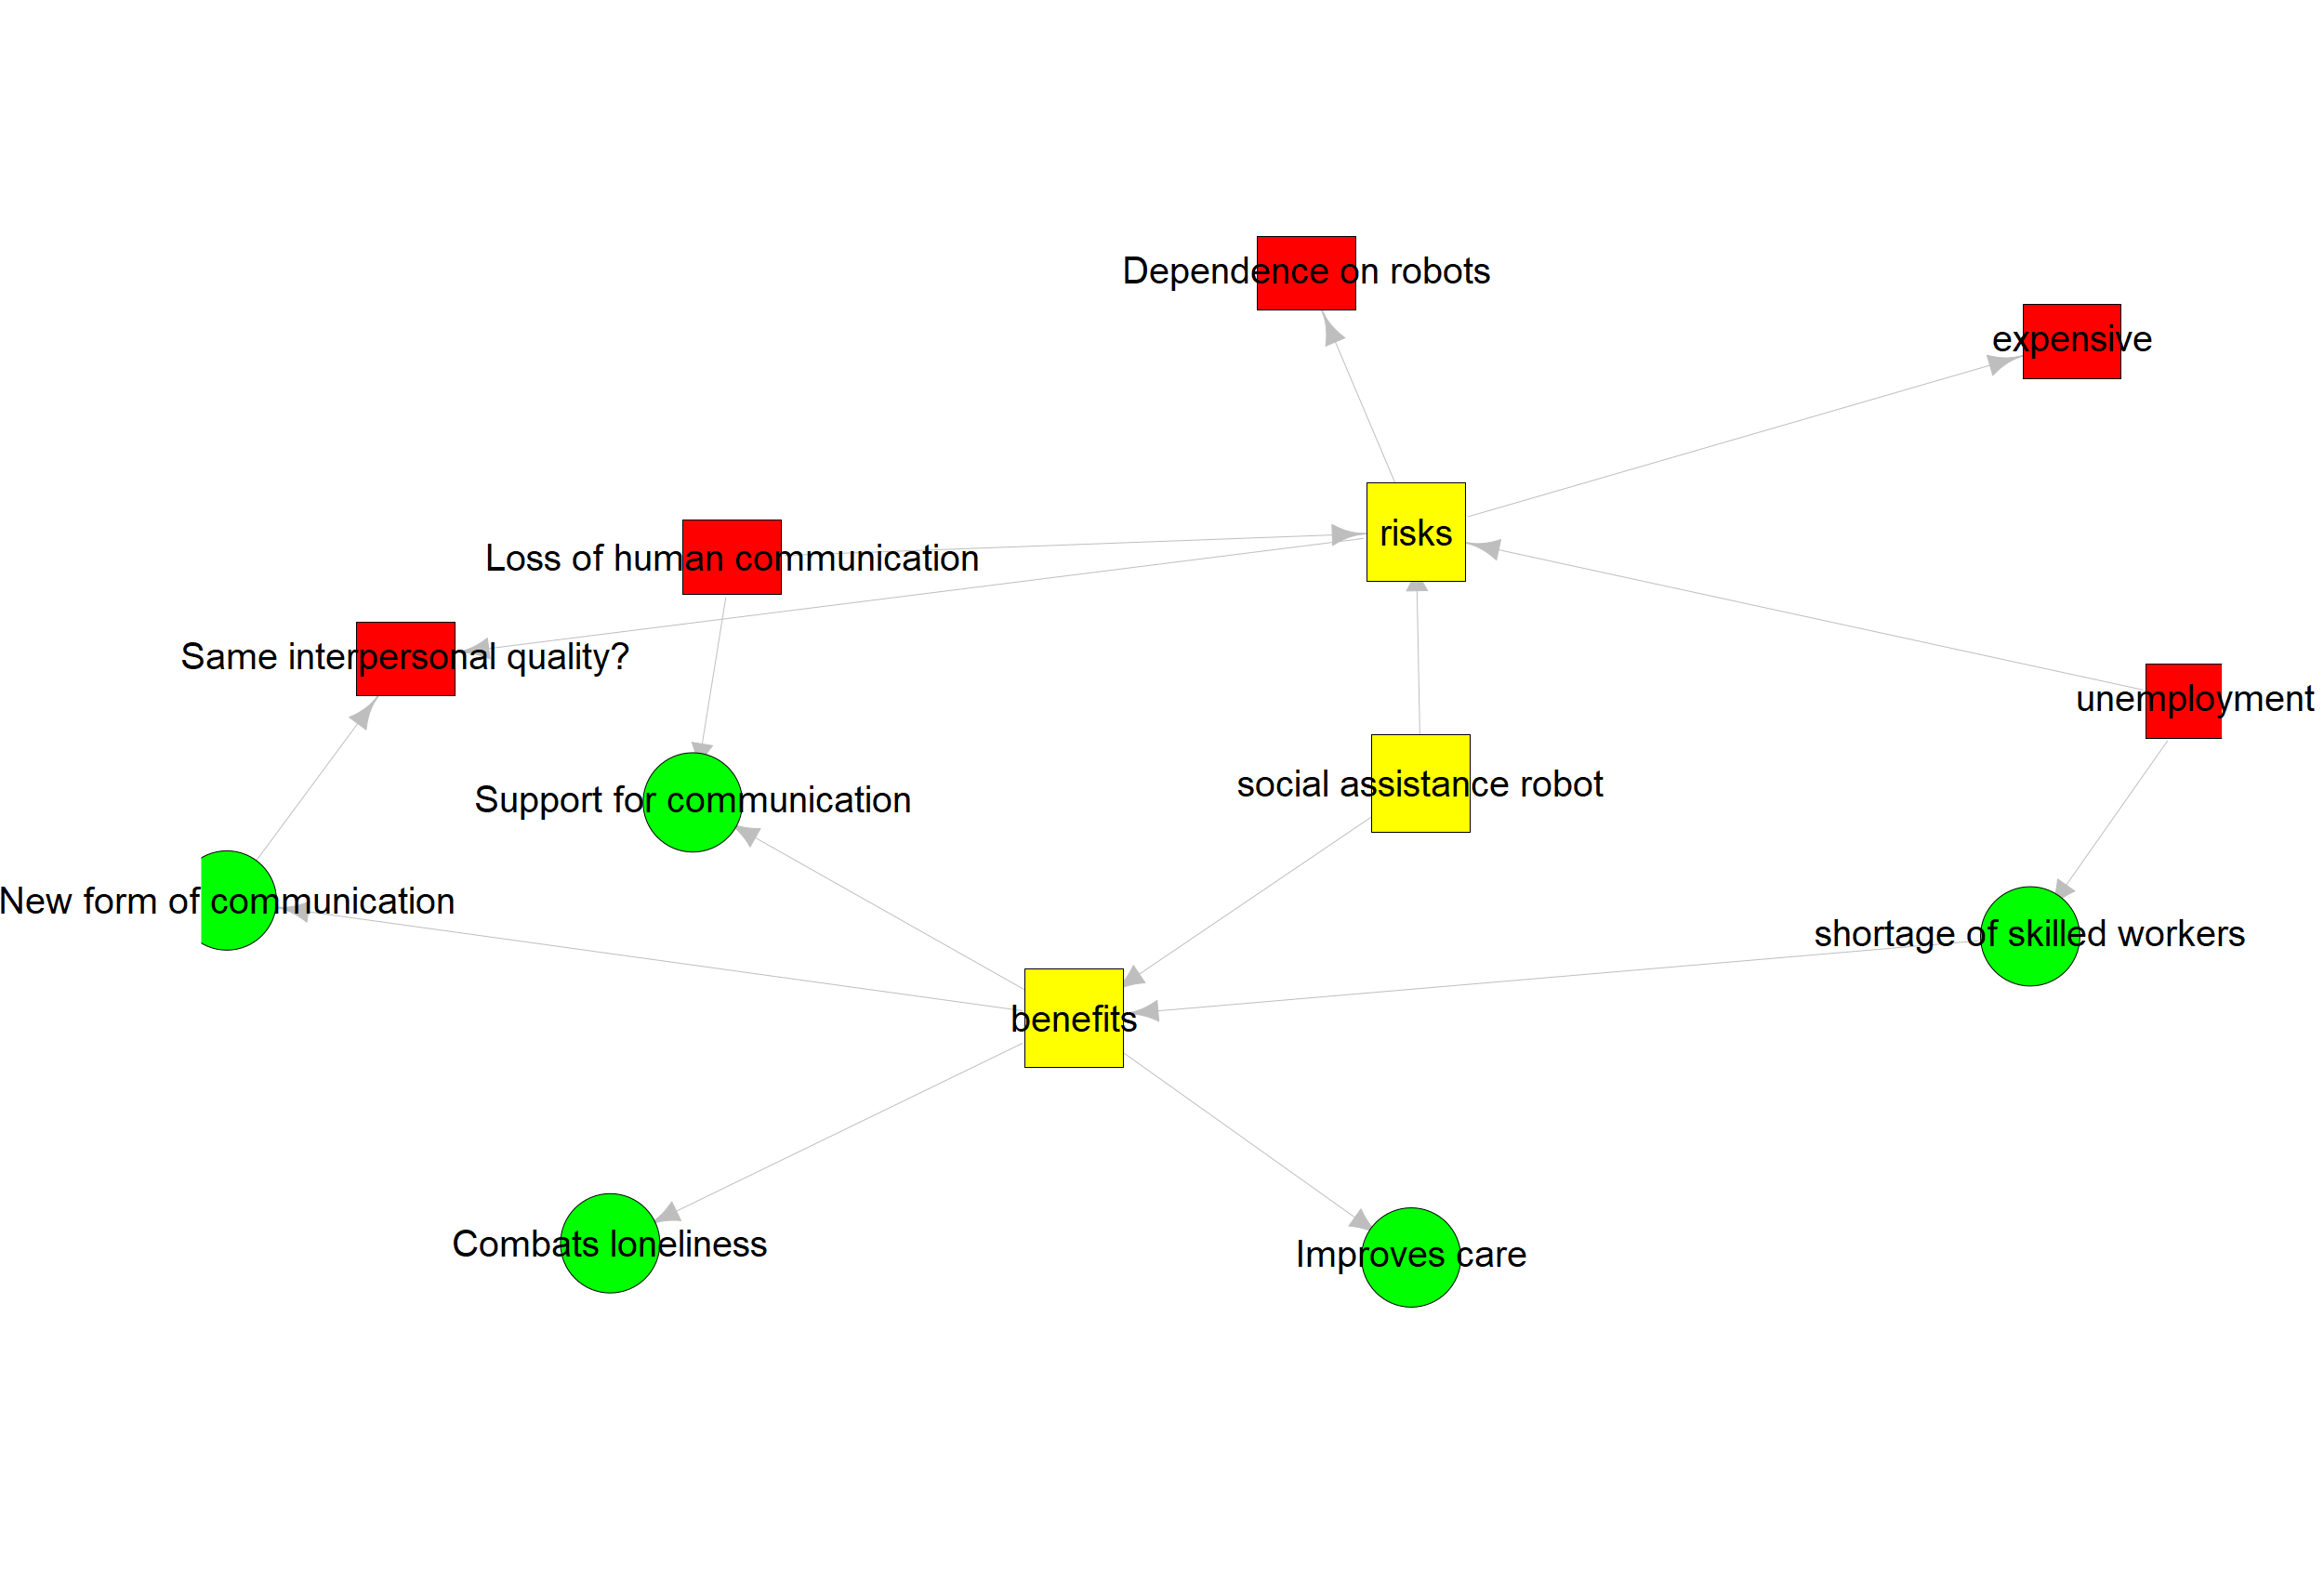 Dependence on robots
expensive
risks
Loss of human communication
Same interpersonal quality?
unemployment
social assistance robot
Support for communication
New form of communication
shortage of skilled workers
benefits
Combats loneliness
Improves care